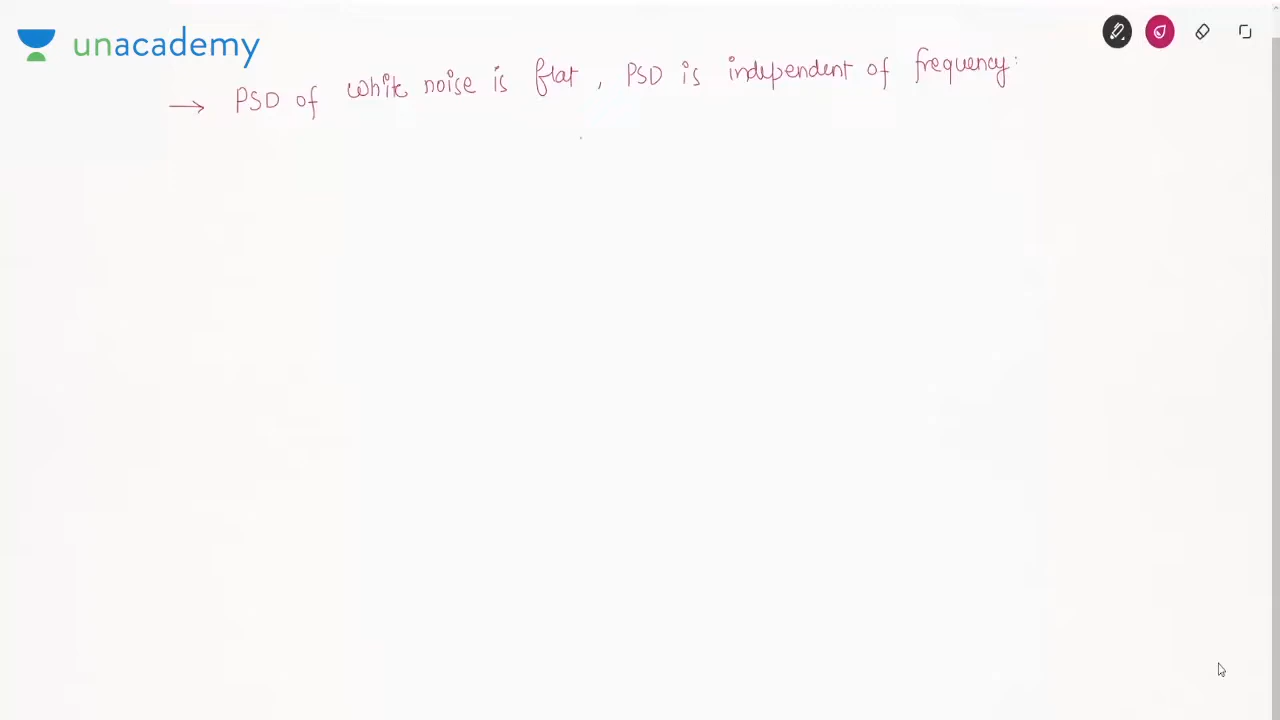 unacademy
→ PSD of white noise is flat, PSD is independent of frequency: